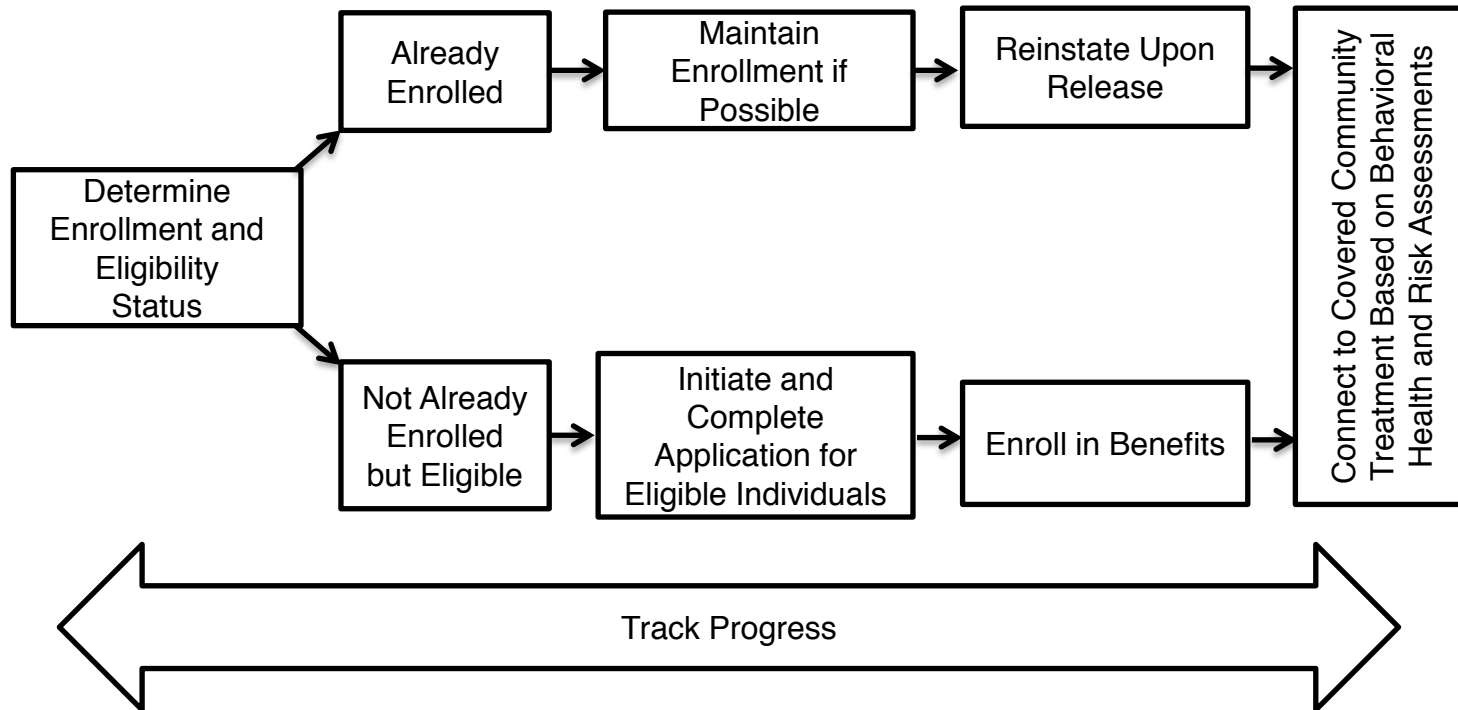 Determine
Enrollment and
Eligibility
Status
Already
Enrolled
Maintain
Enrollment if
Possible
Reinstate Upon
Release
Not Already
Enrolled
but Eligible
Initiate and
Complete
Application for
Eligible Individuals
Enroll in Benefits
Connect to Covered Community
Treatment Based on Behavioral
Health and Risk Assessments
Track Progress